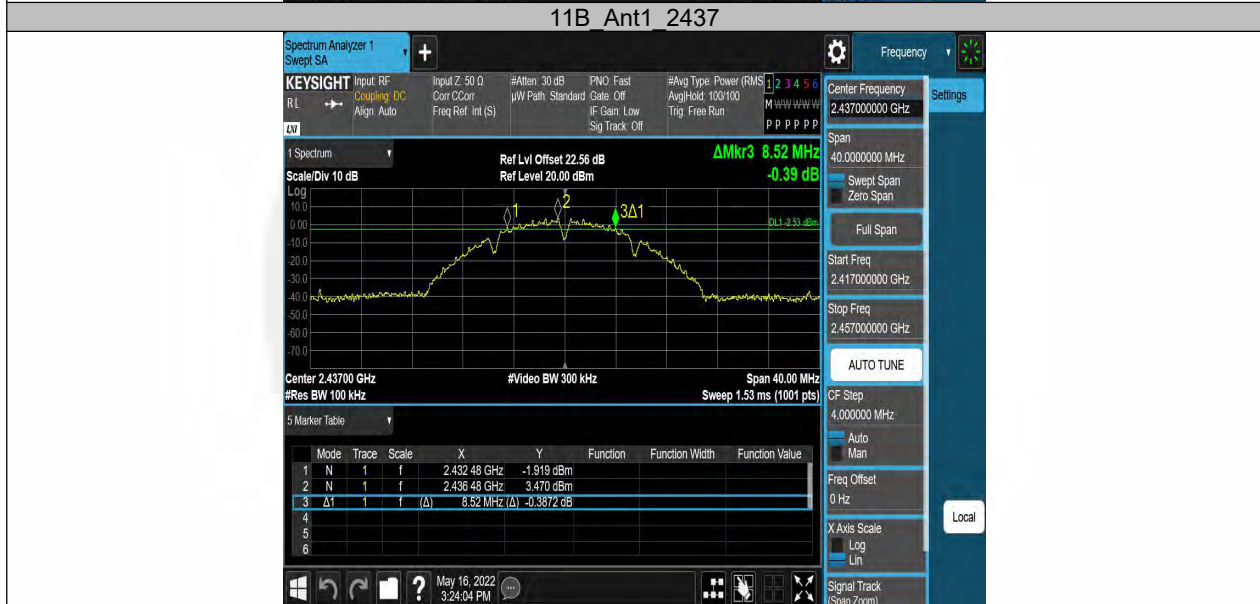 11B_Ant1_2437
Spectrum Analyzer 1
Swept SA
+
Frequency
KEYSIGHT
RL
LXI
Input: RF
Coupling: DC
Align: Auto
Input Z: 50 Ω
Corr CCorr
Freq Ref: Int (S)
#Atten: 30 dB
µW Path: Standard
PNO: Fast
Gate: Off
IF Gain: Low
Sig Track: Off
#Avg Type: Power (RMS
Avg|Hold: 100/100
Trig: Free Run
1 2 3 4 5 6
M W W W W W
P P P P P P
1 Spectrum
Scale/Div 10 dB
Ref Lvl Offset 22.56 dB
Ref Level 20.00 dBm
ΔMkr3 8.52 MHz
-0.39 dB
Log
10.0
0.00
-10.0
-20.0
-30.0
-40.0
-50.0
-60.0
-70.0
1
2
3Δ1
DL1 -2.53 dBm
Center 2.43700 GHz
#Video BW 300 kHz
Span 40.00 MHz
#Res BW 100 kHz
Sweep 1.53 ms (1001 pts)
5 Marker Table
Mode Trace Scale X Y Function Function Width Function Value
1 N 1 f 2.432 48 GHz -1.919 dBm
2 N 1 f 2.436 48 GHz 3.470 dBm
3 Δ1 1 f (Δ) 8.52 MHz (Δ) -0.3872 dB
4
5
6
?
May 16, 2022
3:24:04 PM
Center Frequency
2.437000000 GHz
Settings
Span
40.0000000 MHz
Swept Span
Zero Span
Full Span
Start Freq
2.417000000 GHz
Stop Freq
2.457000000 GHz
AUTO TUNE
CF Step
4.000000 MHz
Auto
Man
Freq Offset
0 Hz
Local
X Axis Scale
Log
Lin
Signal Track
(Span Zoom)